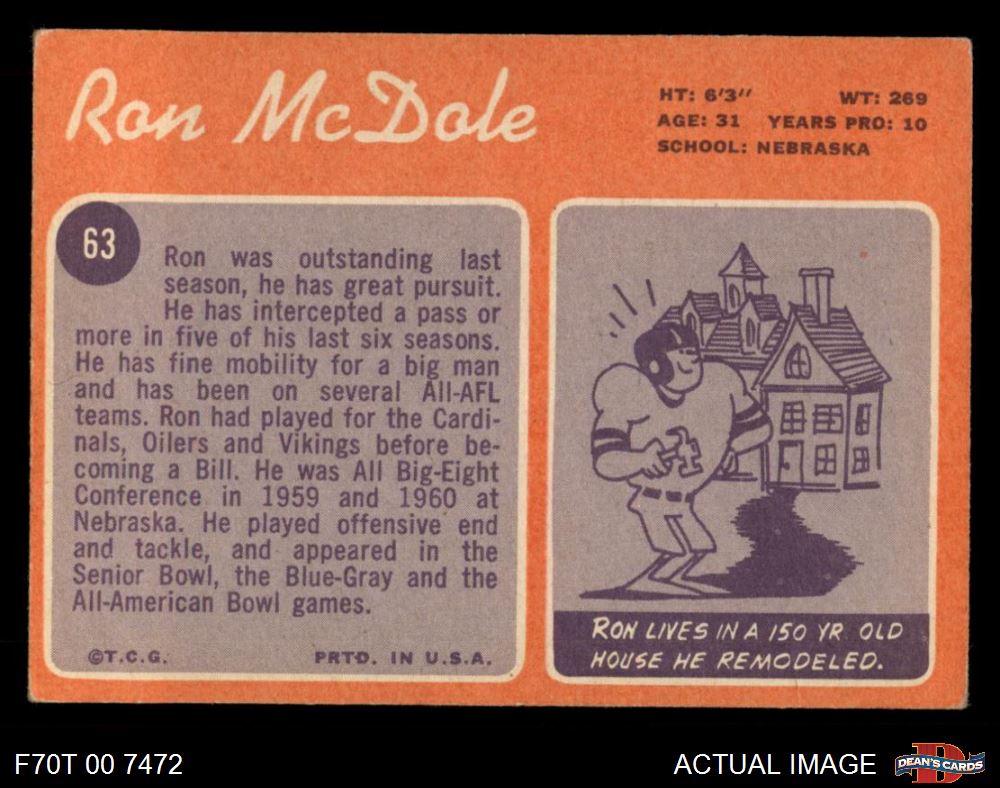 Ron McDole
HT: 6'3" WT: 269
AGE: 31 YEARS PRO: 10
SCHOOL: NEBRASKA
63
Ron was outstanding last
season, he has great pursuit.
He has intercepted a pass or
more in five of his last six seasons.
He has fine mobility for a big man
and has been on several All-AFL
teams. Ron had played for the Cardi-
nals, Oilers and Vikings before be-
coming a Bill. He was All Big-Eight
Conference in 1959 and 1960 at
Nebraska. He played offensive end
and tackle, and appeared in the
Senior Bowl, the Blue-Gray and the
All-American Bowl games.
©T.C.G. PRTD. IN U.S.A.
RON LIVES IN A 150 YR OLD
HOUSE HE REMODELED.
F70T 00 7472
ACTUAL IMAGE
DEAN'S CARDS